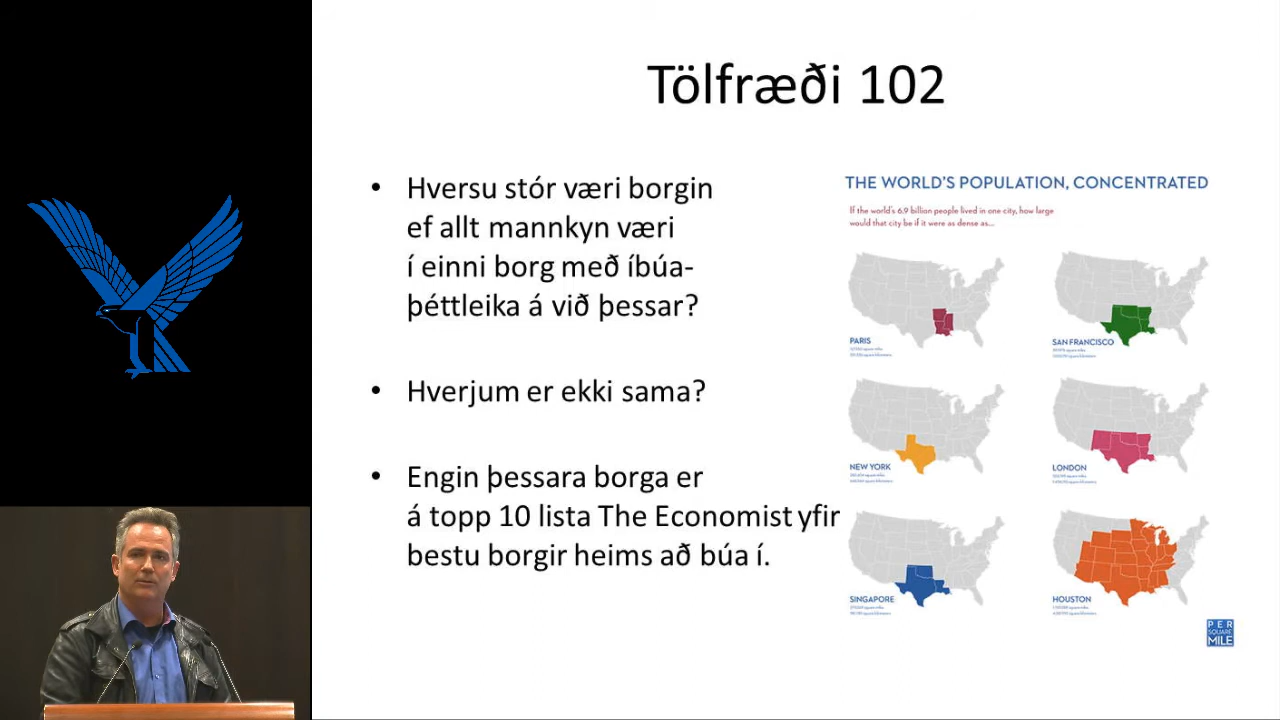 Tölfræði 102
• Hversu stór væri borgin
ef allt mannkyn væri
í einni borg með íbúa-
þéttleika á við þessar?
• Hverjum er ekki sama?
• Engin þessara borga er
á topp 10 lista The Economist yfir
bestu borgir heims að búa í.
THE WORLD'S POPULATION, CONCENTRATED
If the world's 6.9 billion people lived in one city, how large
would that city be if it were as dense as...
PARIS
SAN FRANCISCO
NEW YORK
LONDON
SINGAPORE
HOUSTON
PER
SQUARE
MILE